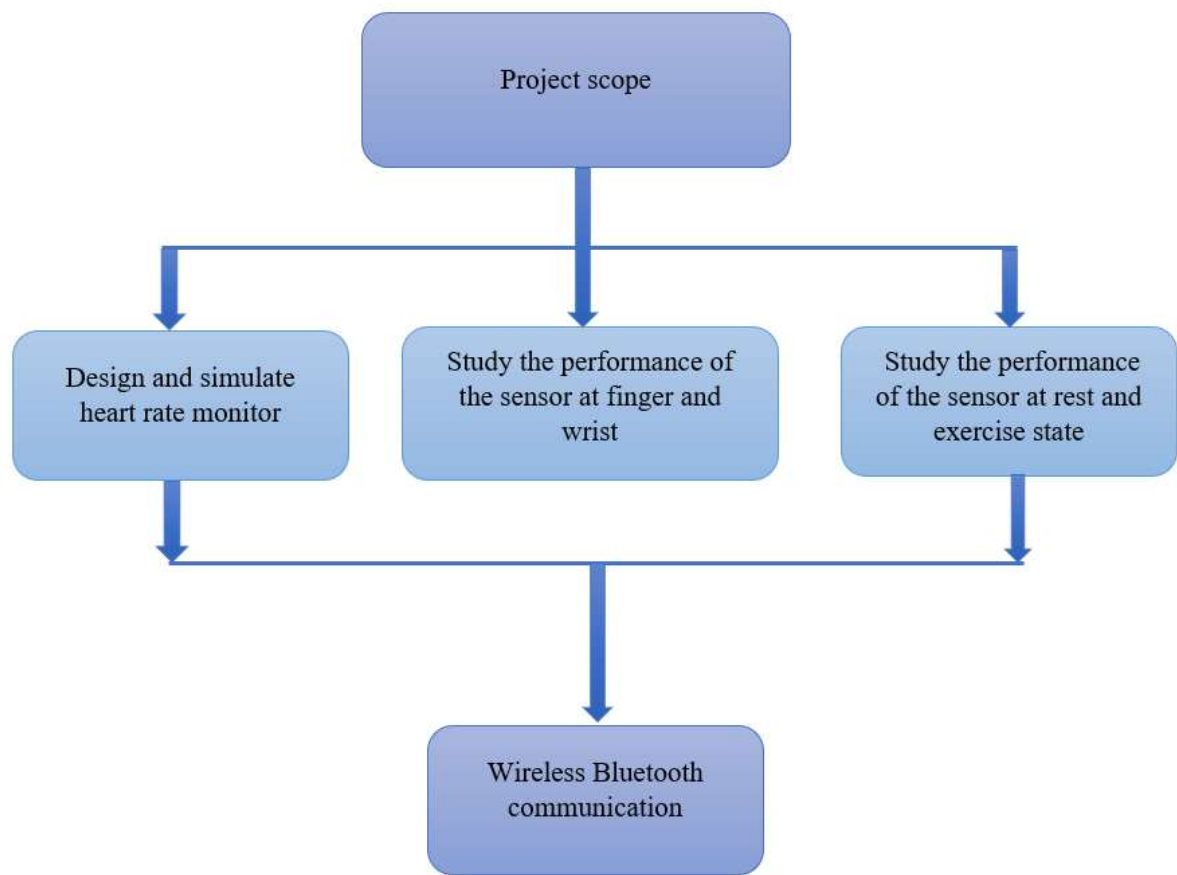 Project scope
Design and simulate
heart rate monitor
Study the performance of
the sensor at finger and
wrist
Study the performance
of the sensor at rest and
exercise state
Wireless Bluetooth
communication